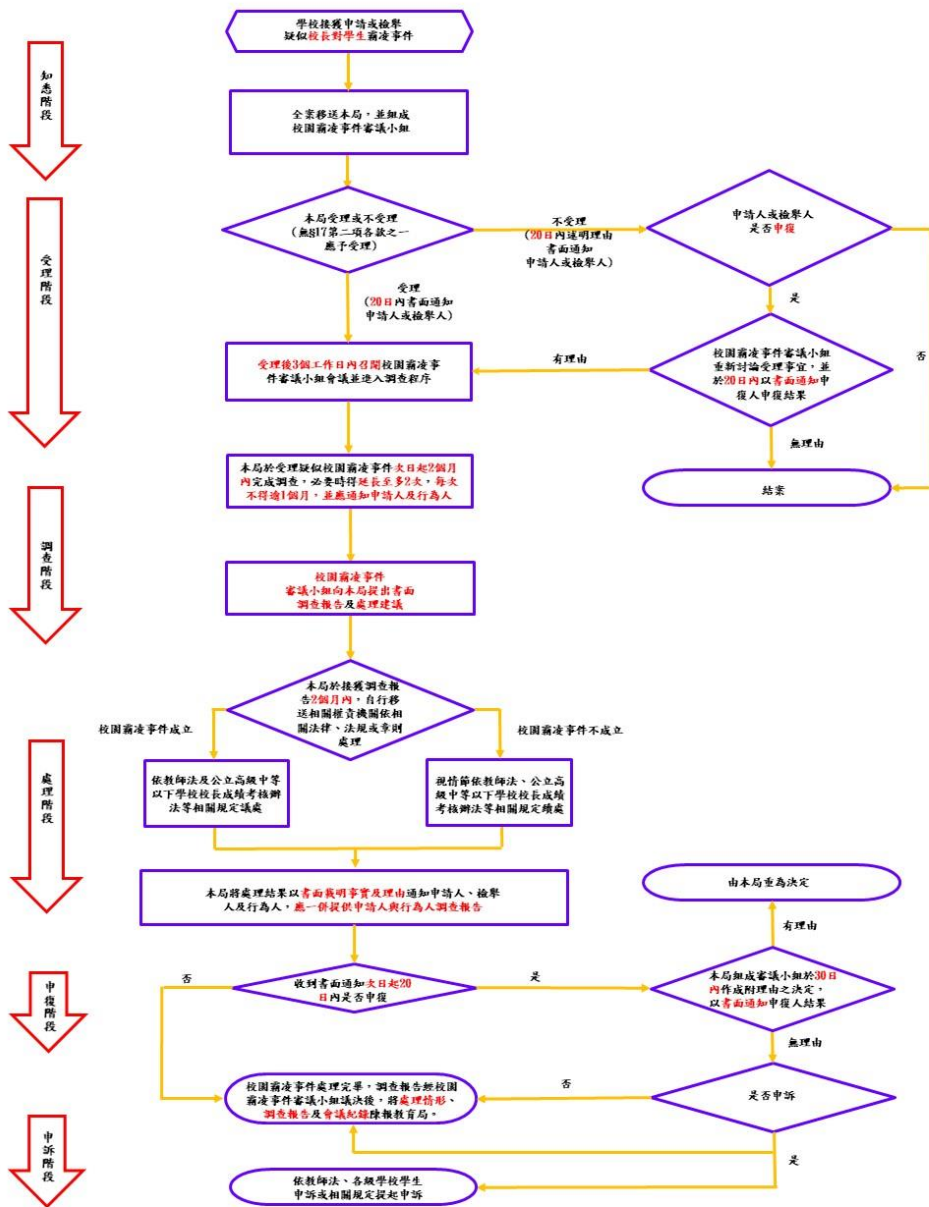 學校接獲申請或檢舉
疑似校長對學生霸凌事件
知悉階段
全案移送本局，並組成
校園霸凌事件審議小組
受理階段
本局受理或不受理
(無§17第二項各款之一
應予受理)
不受理
(20日內述明理由
書面通知
申請人或檢舉人)
申請人或檢舉人
是否申復
受理
(20日內書面通知
申請人或檢舉人)
是
否
受理後3個工作日內召開校園霸凌事
件審議小組會議並進入調查程序
有理由
校園霸凌事件審議小組
重新討論受理事宜，並
於20日內以書面通知申
復人申復結果
無理由
結案
本局於受理疑似校園霸凌事件次日起2個月
內完成調查，必要時得延長至多2次，每次
不得逾1個月，並應通知申請人及行為人
調查階段
校園霸凌事件
審議小組向本局提出書面
調查報告及處理建議
本局於接獲調查報
告2個月內，自行移
送相關權責機關依相
關法律、法規或章則
處理
校園霸凌事件成立
校園霸凌事件不成立
處理階段
依教師法及公立高級中等
以下學校校長成績考核辦
法等相關規定議處
視情節依教師法、公立高
級中等以下學校校長成績
考核辦法等相關規定續處
本局將處理結果以書面載明事實及理由通知申請人、檢舉
人及行為人，應一併提供申請人與行為人調查報告
由本局重為決定
有理由
申復階段
否
收到書面通知次日起20
日內是否申復
是
本局組成審議小組於30日
內作成附理由之決定，
以書面通知申復人結果
無理由
校園霸凌事件處理完畢，調查報告經校園
霸凌事件審議小組議決後，將處理情形、
調查報告及會議紀錄陳報教育局。
否
是否申訴
是
申訴階段
依教師法、各級學校學生
申訴或相關規定提起申訴